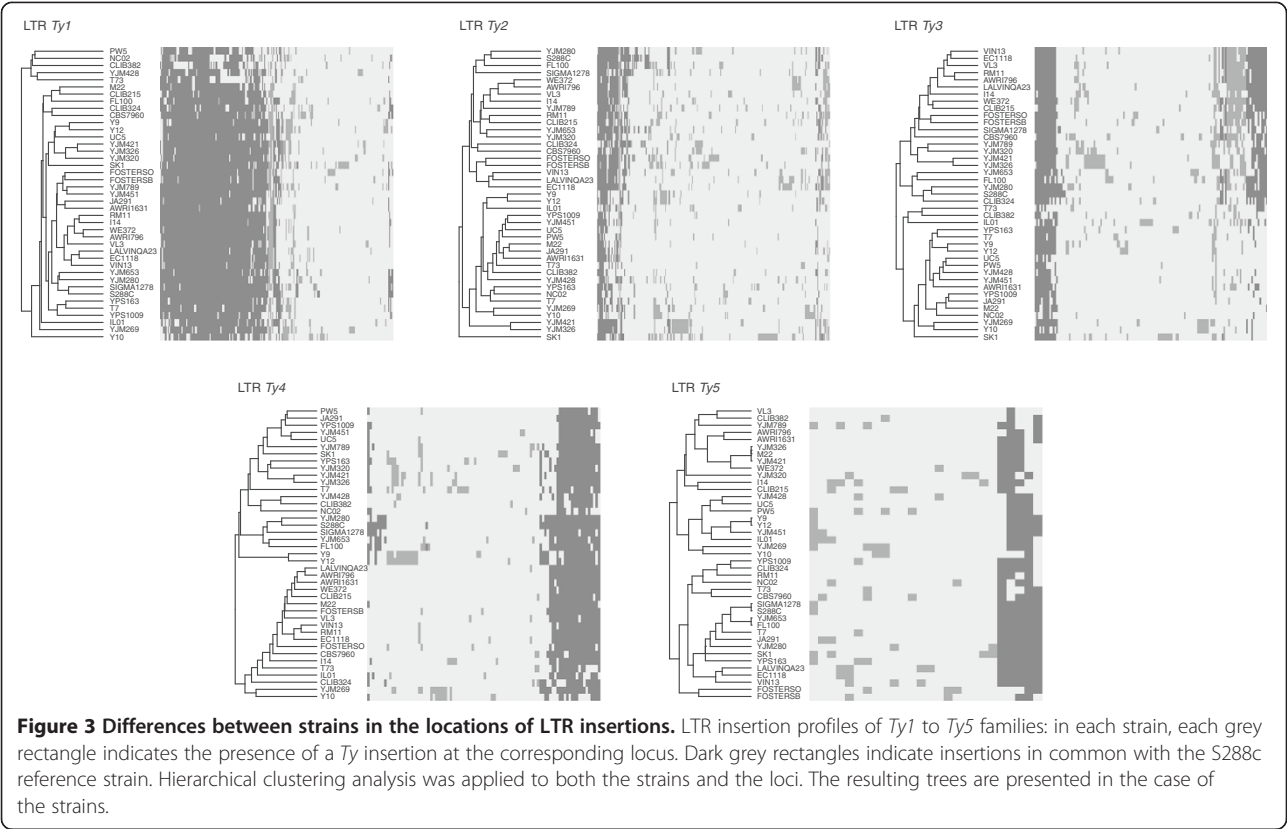 LTR Ty1
PW5
NC02
CLIB382
YJM428
T73
M22
CLIB215
FL100
CLIB324
CBS7960
Y9
Y12
UC5
YJM421
YJM326
YJM320
SK1
FOSTERSO
FOSTERSB
YJM789
YJM451
JA291
AWRI1631
RM11
I14
WE372
AWRI796
VL3
LALVINQA23
EC1118
VIN13
YJM653
YJM280
SIGMA1278
S288C
YPS163
T7
YPS1009
IL01
YJM269
Y10
LTR Ty2
YJM280
S288C
FL100
SIGMA1278
WE372
AWRI796
VL3
I14
YJM789
RM11
CLIB215
YJM653
YJM320
CLIB324
CBS7960
FOSTERSO
FOSTERSB
VIN13
LALVINQA23
EC1118
Y9
Y12
IL01
YPS1009
YJM451
UC5
PW5
M22
JA291
AWRI1631
T73
CLIB382
YJM428
YPS163
NC02
T7
YJM269
Y10
YJM421
YJM326
SK1
LTR Ty3
VIN13
EC1118
VL3
RM11
AWRI796
LALVINQA23
I14
WE372
CLIB215
FOSTERSO
FOSTERSB
SIGMA1278
CBS7960
YJM789
YJM320
YJM421
YJM326
YJM653
FL100
YJM280
S288C
CLIB324
T73
CLIB382
IL01
YPS163
T7
Y9
Y12
UC5
PW5
YJM428
YJM451
AWRI1631
YPS1009
JA291
M22
NC02
YJM269
Y10
SK1
LTR Ty4
PW5
JA291
YPS1009
YJM451
UC5
YJM789
SK1
YPS163
YJM320
YJM421
YJM326
T7
YJM428
CLIB382
NC02
YJM280
S288C
SIGMA1278
YJM653
FL100
Y9
Y12
LALVINQA23
AWRI796
AWRI1631
WE372
CLIB215
M22
FOSTERSB
VL3
VIN13
RM11
EC1118
FOSTERSO
CBS7960
I14
T73
IL01
CLIB324
YJM269
Y10
LTR Ty5
VL3
CLIB382
YJM789
AWRI796
AWRI1631
YJM326
M22
YJM421
WE372
YJM320
I14
CLIB215
YJM428
UC5
PW5
Y9
Y12
YJM451
IL01
YJM269
Y10
YPS1009
CLIB324
RM11
NC02
T73
CBS7960
SIGMA1278
S288C
YJM653
FL100
T7
JA291
YJM280
SK1
YPS163
LALVINQA23
EC1118
VIN13
FOSTERSO
FOSTERSB
Figure 3 Differences between strains in the locations of LTR insertions. LTR insertion profiles of Ty1 to Ty5 families: in each strain, each grey
rectangle indicates the presence of a Ty insertion at the corresponding locus. Dark grey rectangles indicate insertions in common with the S288c
reference strain. Hierarchical clustering analysis was applied to both the strains and the loci. The resulting trees are presented in the case of
the strains.